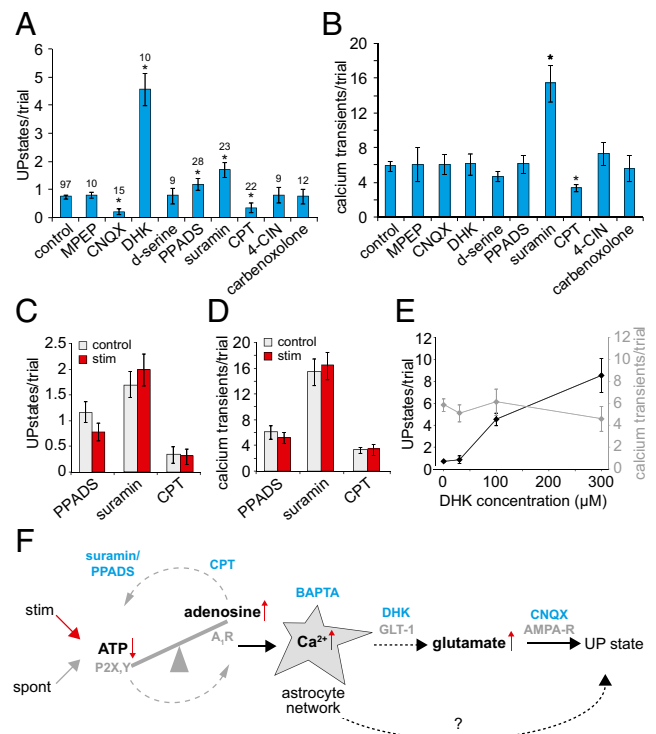 A
UPstates/trial
6
5
4
3
2
1
0
97
10
15
*
10
*
9
28
*
23
*
22
*
9
12
control
MPEP
CNQX
DHK
d-serine
PPADS
suramin
CPT
4-CIN
carbenoxolone
B
calcium transients/trial
20
16
12
8
4
0
*
*
control
MPEP
CNQX
DHK
d-serine
PPADS
suramin
CPT
4-CIN
carbenoxolone
C
UPstates/trial
2.5
2
1.5
1
0.5
0
control
stim
PPADS
suramin
CPT
D
calcium transients/trial
20
16
12
8
4
0
control
stim
PPADS
suramin
CPT
E
UPstates/trial
12
10
8
6
4
2
0
12
10
8
6
4
2
0
calcium transients/trial
0
100
200
300
DHK concentration (µM)
F
suramin/
PPADS
CPT
stim
spont
ATP
P2X,Y
adenosine
A₁R
BAPTA
Ca²⁺
astrocyte
network
DHK
GLT-1
glutamate
CNQX
AMPA-R
UP state
?